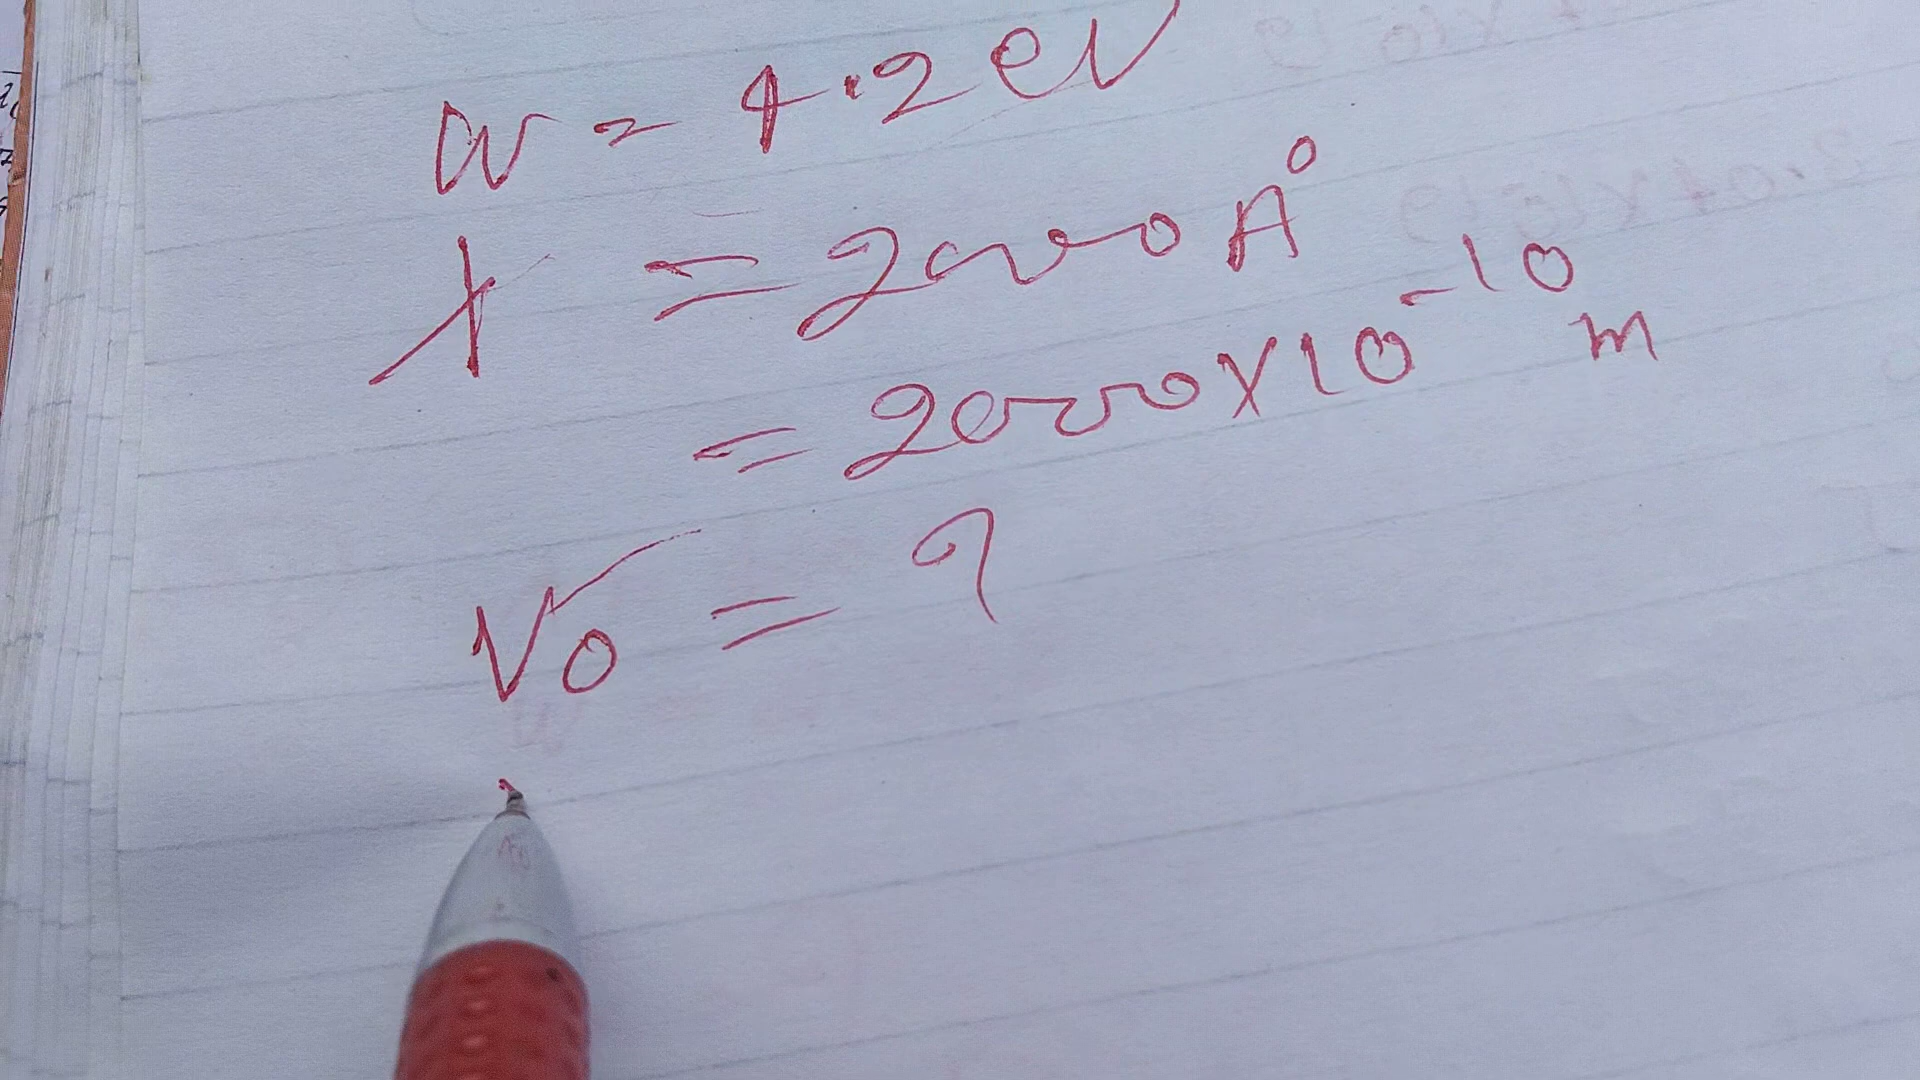 W = 4.2 eV
λ = 2000 A°
= 2000 X 10⁻¹⁰ m
V₀ = ?